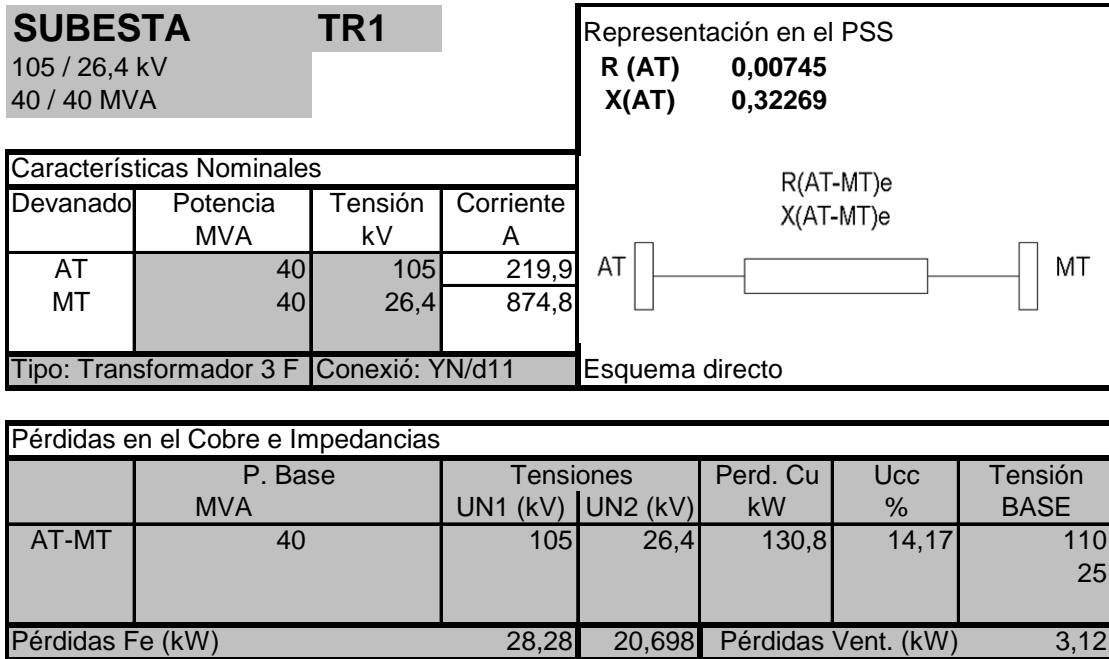 SUBESTA TR1
105 / 26,4 kV
40 / 40 MVA
Representación en el PSS
R (AT) 0,00745
X(AT) 0,32269
Características Nominales
Devanado Potencia Tensión Corriente
MVA kV A
AT 40 105 219,9
MT 40 26,4 874,8
Tipo: Transformador 3 F Conexió: YN/d11
R(AT-MT)e
X(AT-MT)e
AT MT
Esquema directo
Pérdidas en el Cobre e Impedancias
P. Base Tensiones Perd. Cu Ucc Tensión
MVA UN1 (kV) UN2 (kV) kW % BASE
AT-MT 40 105 26,4 130,8 14,17 110
25
Pérdidas Fe (kW) 28,28 20,698 Pérdidas Vent. (kW) 3,12